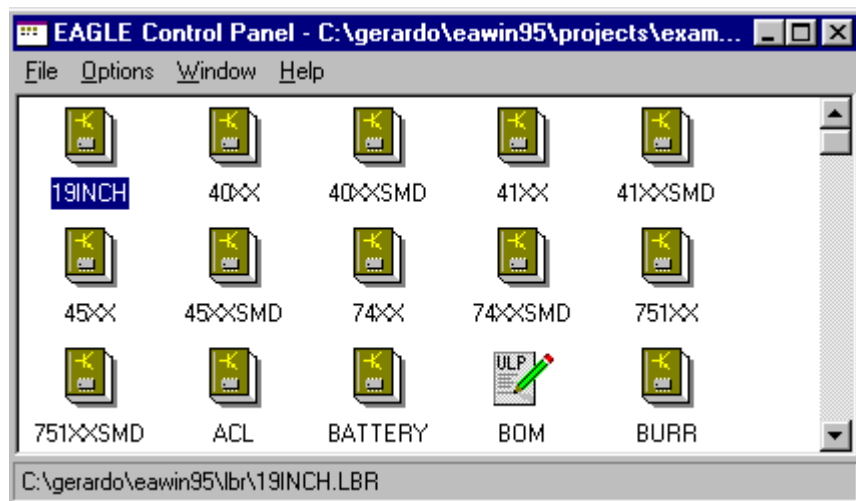 EAGLE Control Panel - C:\gerardo\eawin95\projects\exam...
File Options Window Help
19INCH 40XX 40XXSMD 41XX 41XXSMD
45XX 45XXSMD 74XX 74XXSMD 751XX
ULP
751XXSMD ACL BATTERY BOM BURR
C:\gerardo\eawin95\lbr\19INCH.LBR